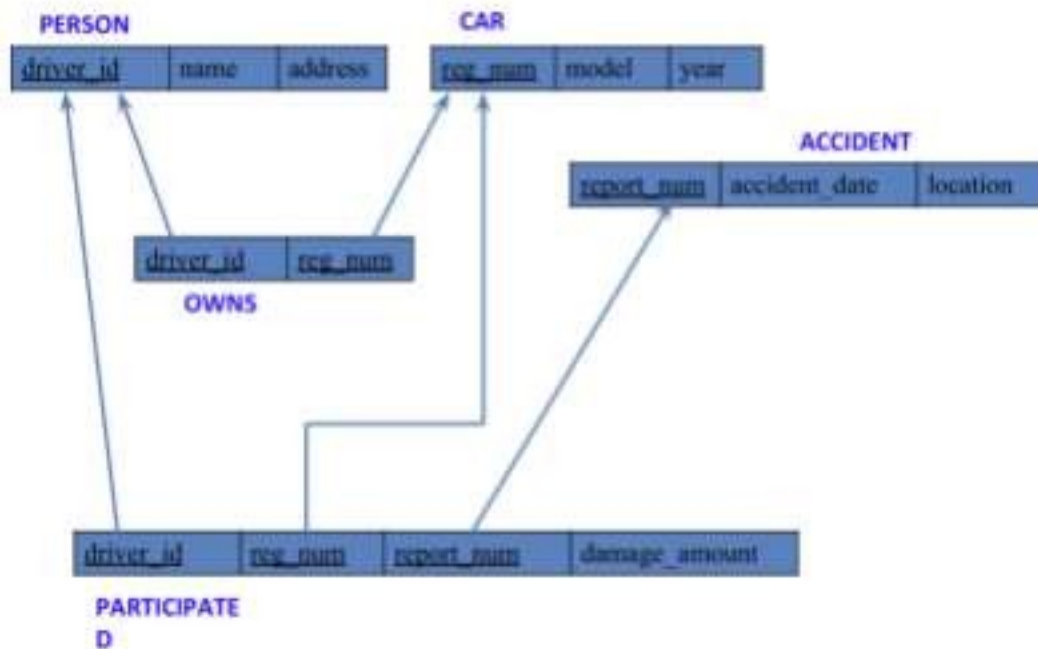 PERSON
driver_id name address
CAR
reg_num model year
ACCIDENT
report_num accident_date location
driver_id reg_num
OWNS
driver_id reg_num report_num damage_amount
PARTICIPATE
D